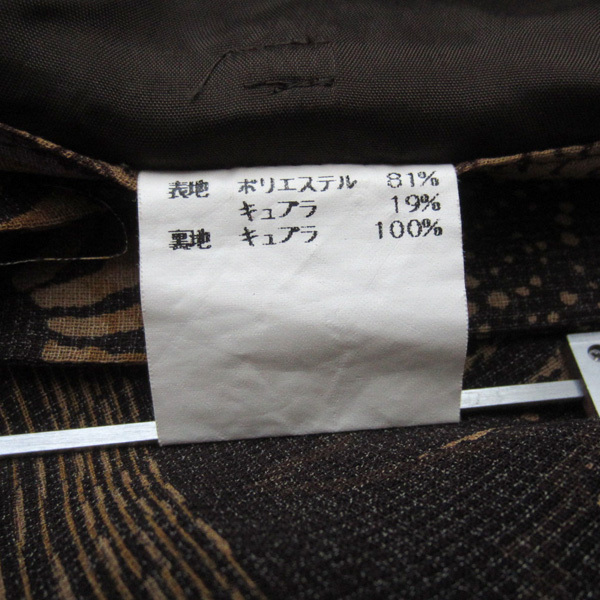 表地 ポリエステル 81%
キュプラ 19%
裏地 キュプラ 100%